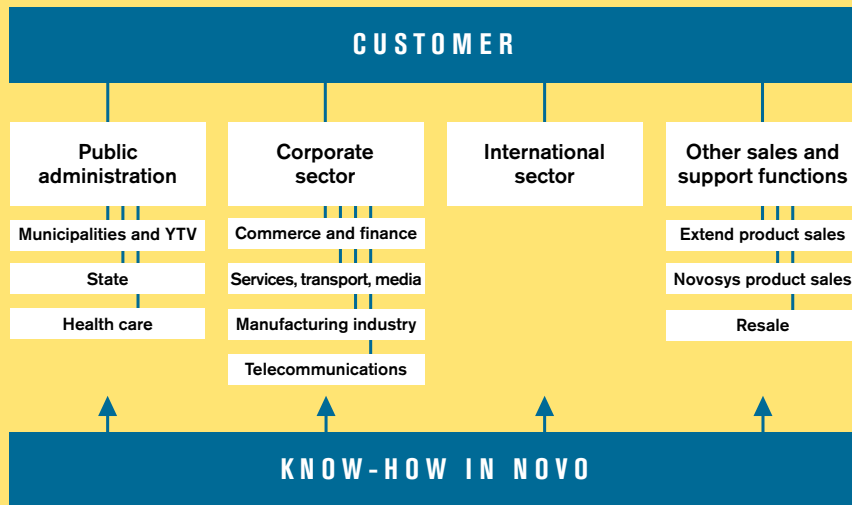 CUSTOMER
Public
administration
Municipalities and YTV
State
Health care
Corporate
sector
Commerce and finance
Services, transport, media
Manufacturing industry
Telecommunications
International
sector
Other sales and
support functions
Extend product sales
Novosys product sales
Resale
KNOW-HOW IN NOVO